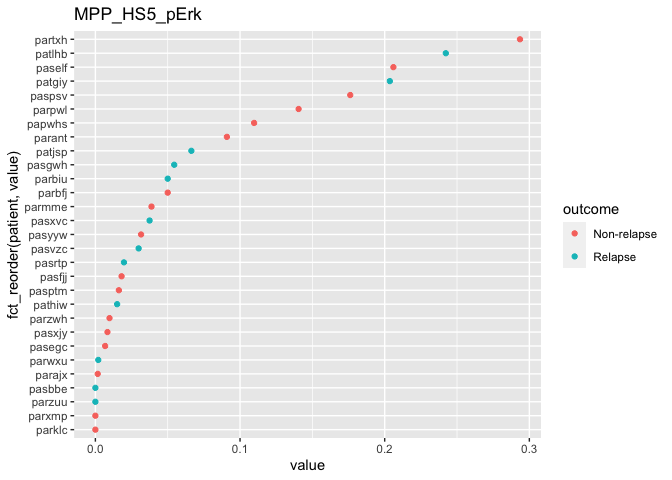 MPP_HS5_pErk
partxh
patlhb
paself
patgiy
paspsv
parpwl
papwhs
parant
patjsp
pasgwh
parbiu
parbfj
parmme
pasxvc
pasyyw
pasvzc
pasrtp
pasfjj
pasptm
pathiw
parzwh
pasxjy
pasegc
parwxu
parajx
pasbbe
parzuu
parxmp
parklc
fct_reorder(patient, value)
0.0 0.1 0.2 0.3
value
outcome
Non-relapse
Relapse